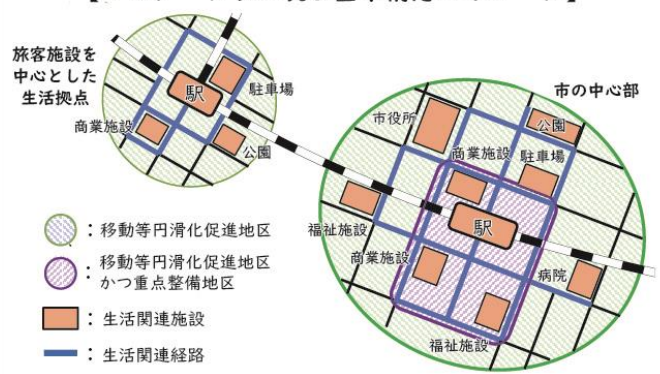 旅客施設を
中心とした
生活拠点
駅
駐車場
商業施設
公園
市の中心部
市役所
公園
商業施設
駐車場
駅
福祉施設
商業施設
病院
福祉施設
：移動等円滑化促進地区
：移動等円滑化促進地区
かつ重点整備地区
：生活関連施設
：生活関連経路